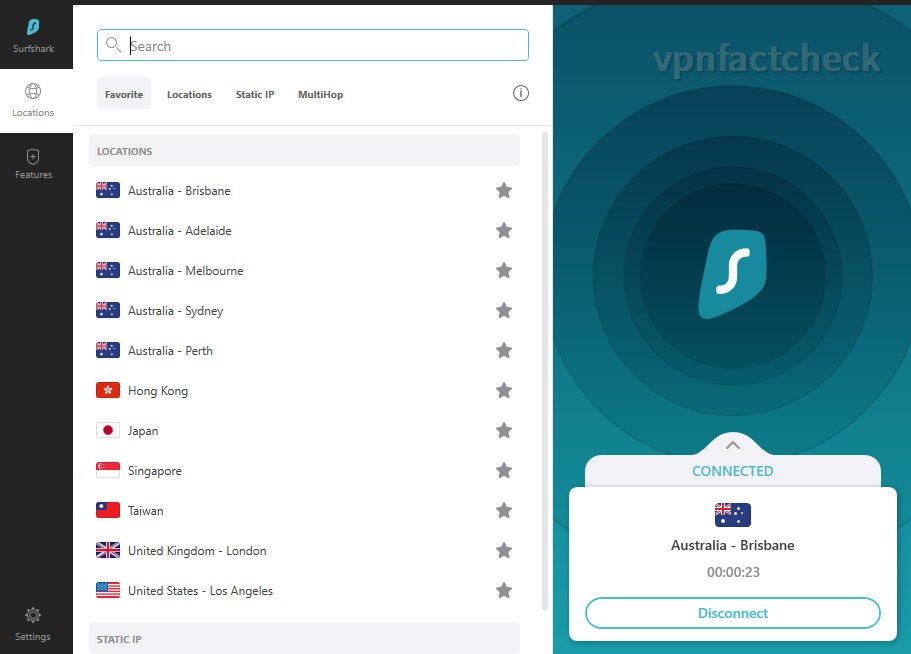 Surfshark
Locations
Features
Settings
Search
Favorite Locations Static IP MultiHop
LOCATIONS
Australia - Brisbane
Australia - Adelaide
Australia - Melbourne
Australia - Sydney
Australia - Perth
Hong Kong
Japan
Singapore
Taiwan
United Kingdom - London
United States - Los Angeles
STATIC IP
vpnfactcheck
CONNECTED
Australia - Brisbane
00:00:23
Disconnect